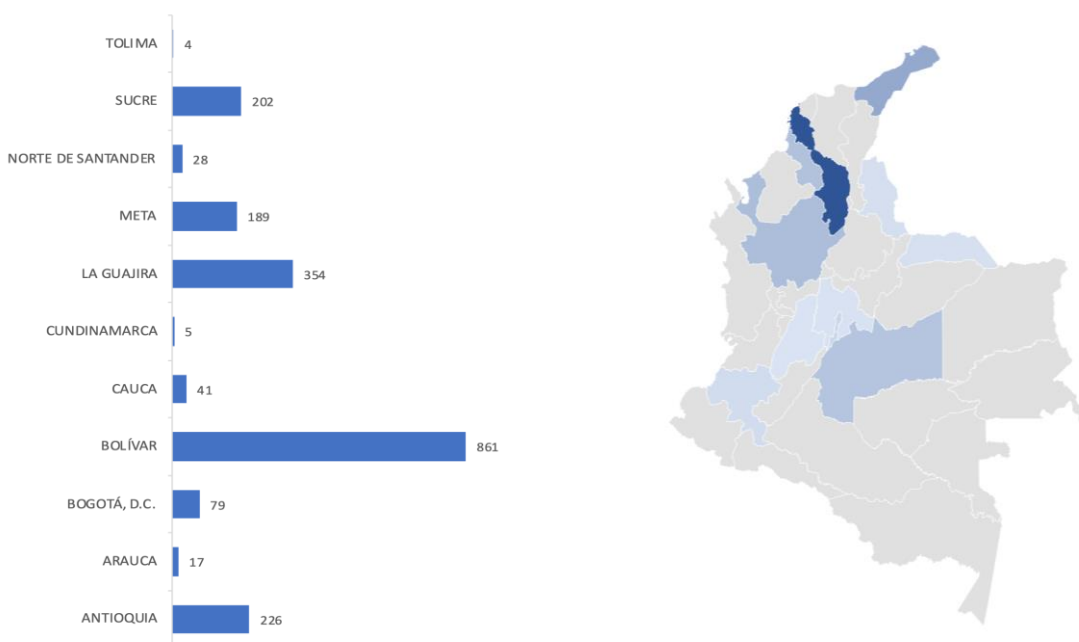 TOLIMA 4
SUCRE 202
NORTE DE SANTANDER 28
META 189
LA GUAJIRA 354
CUNDINAMARCA 5
CAUCA 41
BOLÍVAR 861
BOGOTÁ, D.C. 79
ARAUCA 17
ANTIOQUIA 226